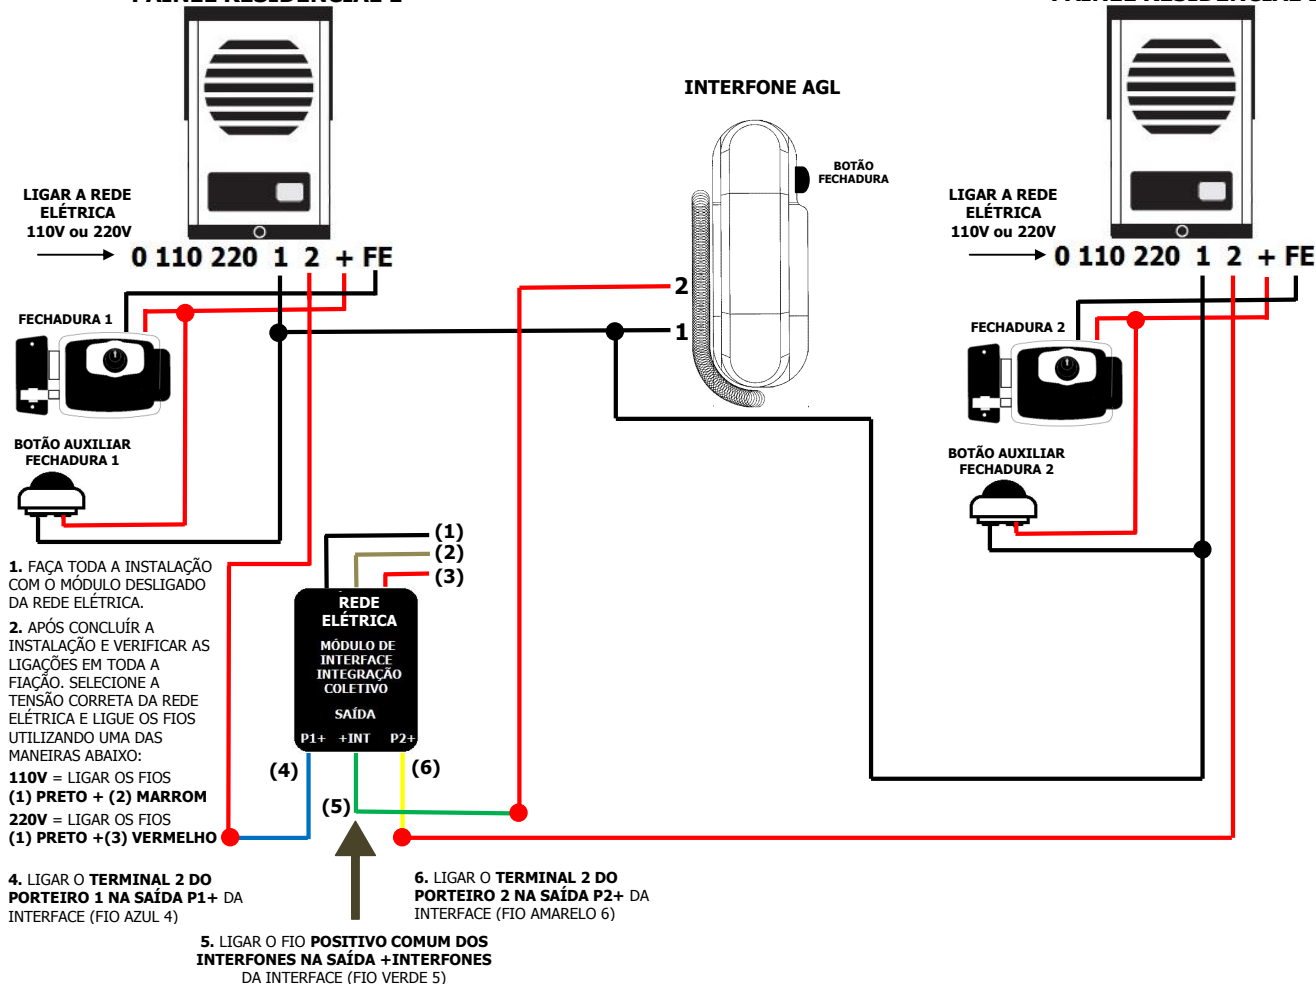 PAINEL RESIDENCIAL 1
LIGAR A REDE
ELÉTRICA
110V ou 220V
0 110 220 1 2 + FE
FECHADURA 1
BOTÃO AUXILIAR
FECHADURA 1
INTERFONE AGL
BOTÃO
FECHADURA
2
1
PAINEL RESIDENCIAL 2
LIGAR A REDE
ELÉTRICA
110V ou 220V
0 110 220 1 2 + FE
FECHADURA 2
BOTÃO AUXILIAR
FECHADURA 2
(1)
(2)
(3)
REDE
ELÉTRICA
MÓDULO DE
INTERFACE
INTEGRAÇÃO
COLETIVO
SAÍDA
P1+ +INT P2+
(4)
(5)
(6)
1. FAÇA TODA A INSTALAÇÃO
COM O MÓDULO DESLIGADO
DA REDE ELÉTRICA.
2. APÓS CONCLUÍR A
INSTALAÇÃO E VERIFICAR AS
LIGAÇÕES EM TODA A
FIAÇÃO. SELECIONE A
TENSÃO CORRETA DA REDE
ELÉTRICA E LIGUE OS FIOS
UTILIZANDO UMA DAS
MANEIRAS ABAIXO:
110V = LIGAR OS FIOS
(1) PRETO + (2) MARROM
220V = LIGAR OS FIOS
(1) PRETO +(3) VERMELHO
4. LIGAR O TERMINAL 2 DO
PORTEIRO 1 NA SAÍDA P1+ DA
INTERFACE (FIO AZUL 4)
5. LIGAR O FIO POSITIVO COMUM DOS
INTERFONES NA SAÍDA +INTERFONES
DA INTERFACE (FIO VERDE 5)
6. LIGAR O TERMINAL 2 DO
PORTEIRO 2 NA SAÍDA P2+ DA
INTERFACE (FIO AMARELO 6)